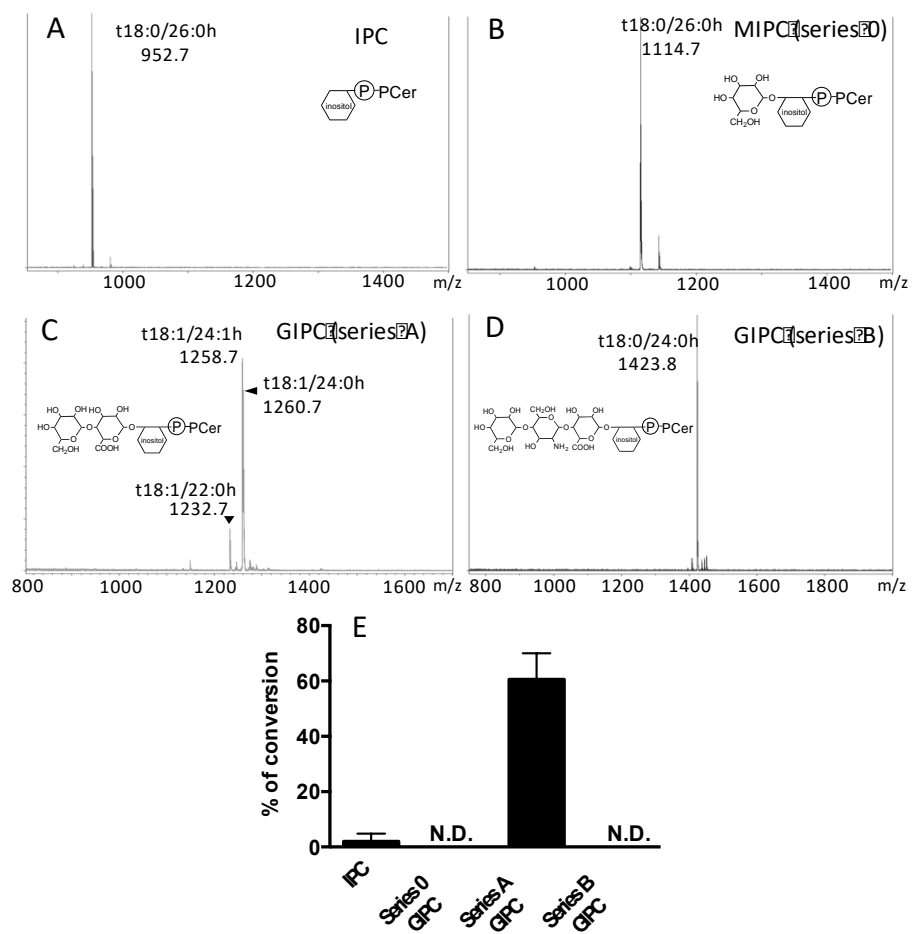 A
t18:0/26:0h
952.7
IPC
inositol
P
PCer
1000
1200
1400
m/z
B
t18:0/26:0h
1114.7
MIPC (series 0)
HO
OH
HO
O
O
CH₂OH
inositol
P
PCer
1000
1200
1400
m/z
C
t18:1/24:1h
1258.7
GIPC (series A)
t18:1/24:0h
1260.7
HO
OH
HO
OH
HO
O
O
O
O
CH₂OH
COOH
inositol
P
PCer
t18:1/22:0h
1232.7
800
1000
1200
1400
1600
m/z
D
t18:0/24:0h
1423.8
GIPC (series B)
HO
OH
CH₂OH
HO
OH
HO
O
O
O
O
O
O
CH₂OH
HO
NH₂
COOH
inositol
P
PCer
800
1000
1200
1400
1600
1800
m/z
E
% of conversion
80
60
40
20
0
N.D.
N.D.
IPC
Series 0
GIPC
Series A
GIPC
Series B
GIPC